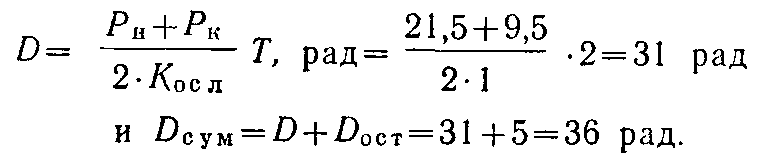 D = (Pн + Pк) / (2·Kосл) T, рад = (21,5+9,5) / (2·1) ·2=31 рад
и Dсум=D+Dост=31+5=36 рад.